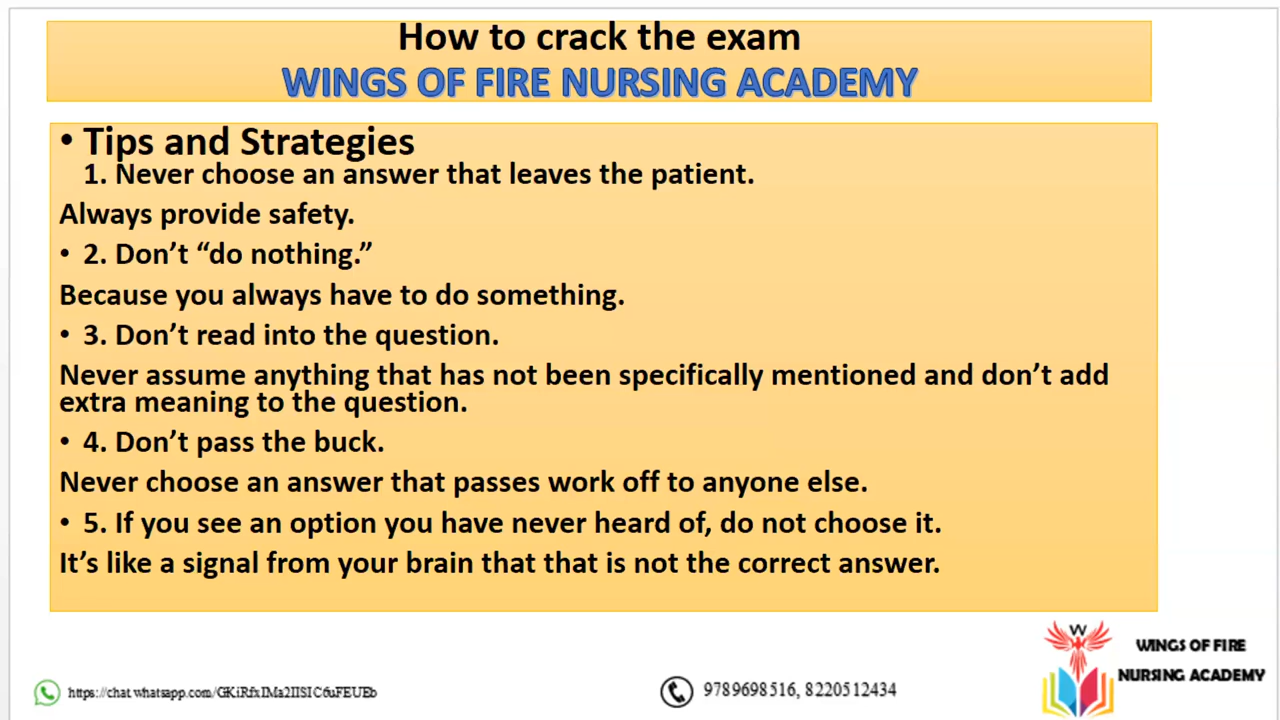 How to crack the exam
WINGS OF FIRE NURSING ACADEMY
• Tips and Strategies
1. Never choose an answer that leaves the patient.
Always provide safety.
• 2. Don’t “do nothing.”
Because you always have to do something.
• 3. Don’t read into the question.
Never assume anything that has not been specifically mentioned and don’t add
extra meaning to the question.
• 4. Don’t pass the buck.
Never choose an answer that passes work off to anyone else.
• 5. If you see an option you have never heard of, do not choose it.
It’s like a signal from your brain that that is not the correct answer.
W
WINGS OF FIRE
NURSING ACADEMY
9789698516, 8220512434